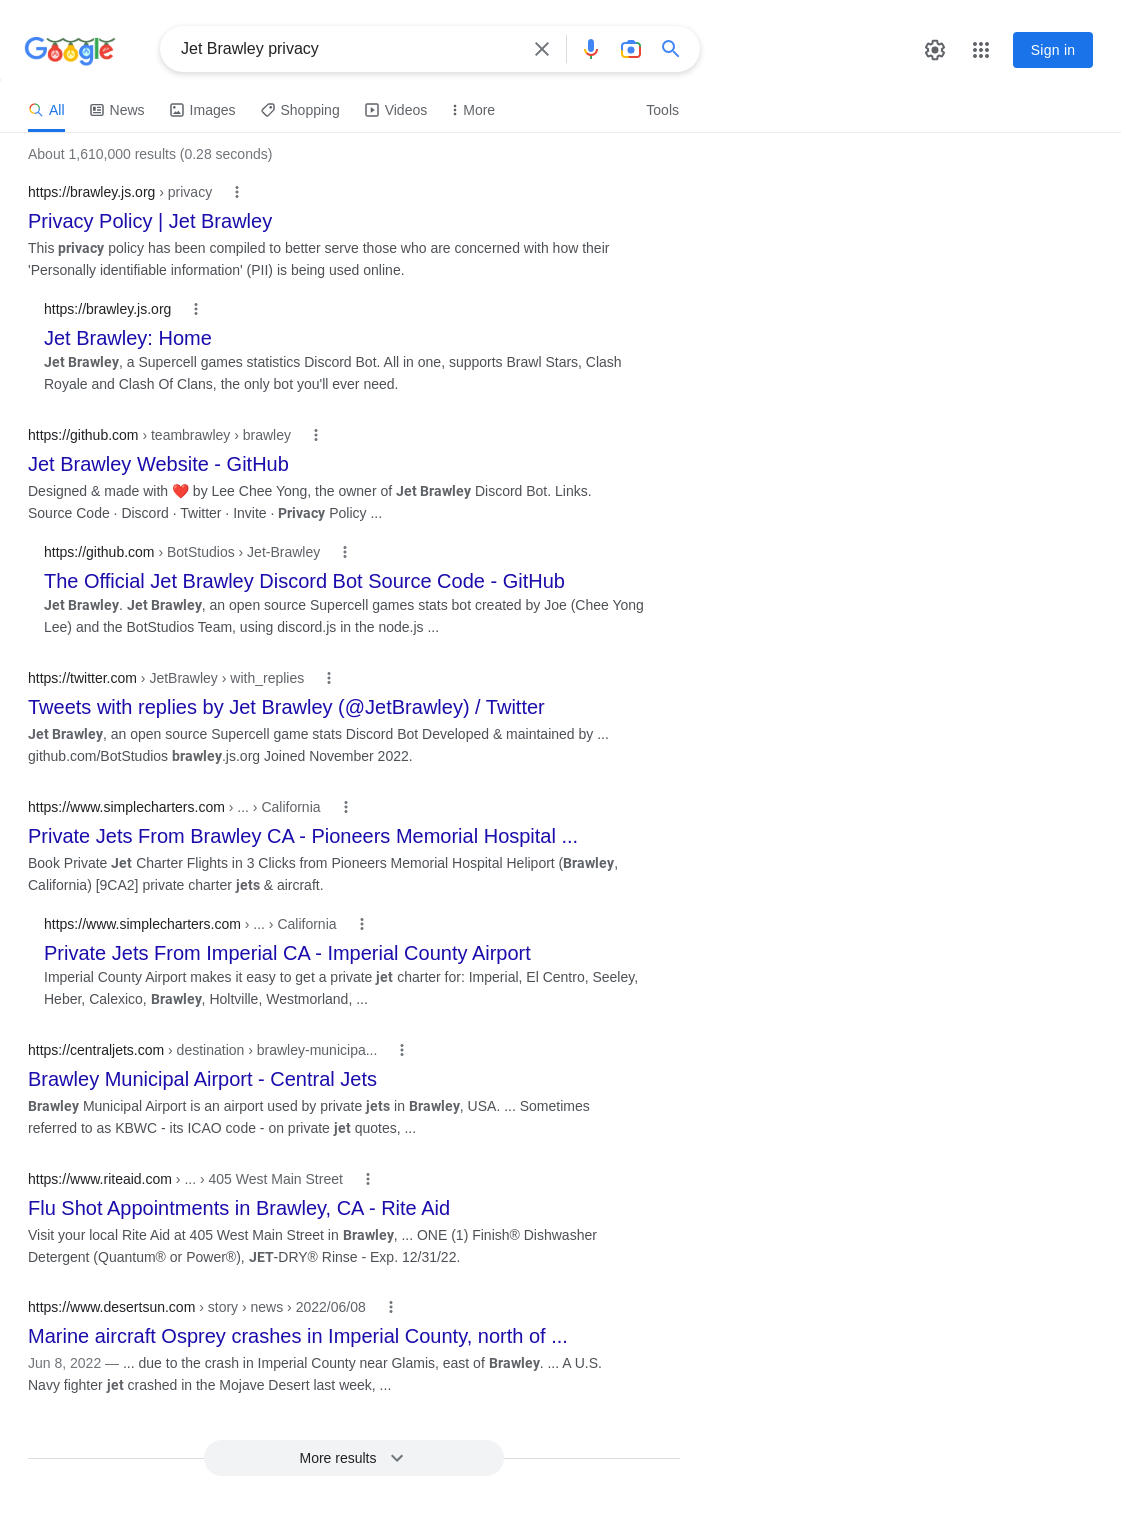 Google
Jet Brawley privacy
Sign in
All
News
Images
Shopping
Videos
More
Tools
About 1,610,000 results (0.28 seconds)
https://brawley.js.org › privacy
Privacy Policy | Jet Brawley
This privacy policy has been compiled to better serve those who are concerned with how their
'Personally identifiable information' (PII) is being used online.
https://brawley.js.org
Jet Brawley: Home
Jet Brawley, a Supercell games statistics Discord Bot. All in one, supports Brawl Stars, Clash
Royale and Clash Of Clans, the only bot you'll ever need.
https://github.com › teambrawley › brawley
Jet Brawley Website - GitHub
Designed & made with ❤️ by Lee Chee Yong, the owner of Jet Brawley Discord Bot. Links.
Source Code · Discord · Twitter · Invite · Privacy Policy ...
https://github.com › BotStudios › Jet-Brawley
The Official Jet Brawley Discord Bot Source Code - GitHub
Jet Brawley. Jet Brawley, an open source Supercell games stats bot created by Joe (Chee Yong
Lee) and the BotStudios Team, using discord.js in the node.js ...
https://twitter.com › JetBrawley › with_replies
Tweets with replies by Jet Brawley (@JetBrawley) / Twitter
Jet Brawley, an open source Supercell game stats Discord Bot Developed & maintained by ...
github.com/BotStudios brawley.js.org Joined November 2022.
https://www.simplecharters.com › ... › California
Private Jets From Brawley CA - Pioneers Memorial Hospital ...
Book Private Jet Charter Flights in 3 Clicks from Pioneers Memorial Hospital Heliport (Brawley,
California) [9CA2] private charter jets & aircraft.
https://www.simplecharters.com › ... › California
Private Jets From Imperial CA - Imperial County Airport
Imperial County Airport makes it easy to get a private jet charter for: Imperial, El Centro, Seeley,
Heber, Calexico, Brawley, Holtville, Westmorland, ...
https://centraljets.com › destination › brawley-municipa...
Brawley Municipal Airport - Central Jets
Brawley Municipal Airport is an airport used by private jets in Brawley, USA. ... Sometimes
referred to as KBWC - its ICAO code - on private jet quotes, ...
https://www.riteaid.com › ... › 405 West Main Street
Flu Shot Appointments in Brawley, CA - Rite Aid
Visit your local Rite Aid at 405 West Main Street in Brawley, ... ONE (1) Finish® Dishwasher
Detergent (Quantum® or Power®), JET-DRY® Rinse - Exp. 12/31/22.
https://www.desertsun.com › story › news › 2022/06/08
Marine aircraft Osprey crashes in Imperial County, north of ...
Jun 8, 2022 — ... due to the crash in Imperial County near Glamis, east of Brawley. ... A U.S.
Navy fighter jet crashed in the Mojave Desert last week, ...
More results